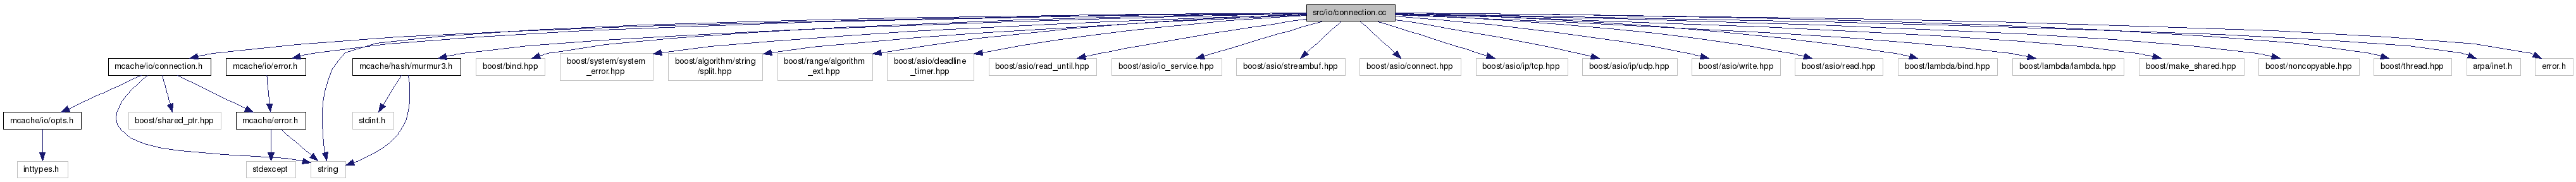 src/io/connection.cc
mcache/io/connection.h
mcache/io/error.h
mcache/hash/murmur3.h
boost/bind.hpp
boost/system/system
_error.hpp
boost/algorithm/string
/split.hpp
boost/range/algorithm
_ext.hpp
boost/asio/deadline
_timer.hpp
boost/asio/read_until.hpp
boost/asio/io_service.hpp
boost/asio/streambuf.hpp
boost/asio/connect.hpp
boost/asio/ip/tcp.hpp
boost/asio/ip/udp.hpp
boost/asio/write.hpp
boost/asio/read.hpp
boost/lambda/bind.hpp
boost/lambda/lambda.hpp
boost/make_shared.hpp
boost/noncopyable.hpp
boost/thread.hpp
arpa/inet.h
error.h
mcache/io/opts.h
boost/shared_ptr.hpp
mcache/error.h
stdint.h
inttypes.h
stdexcept
string